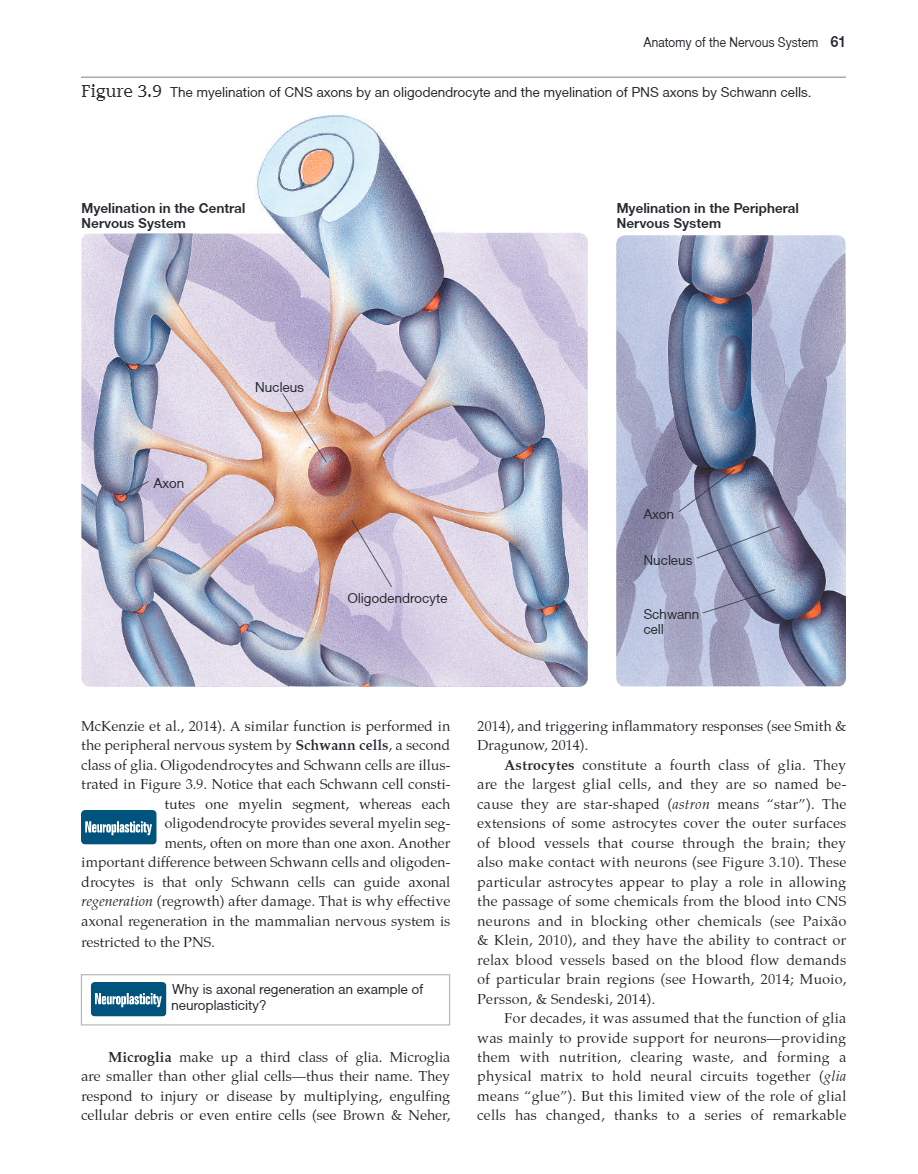 Anatomy of the Nervous System 61
Figure 3.9 The myelination of CNS axons by an oligodendrocyte and the myelination of PNS axons by Schwann cells.
Myelination in the Central
Nervous System
Nucleus
Axon
Oligodendrocyte
Myelination in the Peripheral
Nervous System
Axon
Nucleus
Schwann
cell
McKenzie et al., 2014). A similar function is performed in
the peripheral nervous system by Schwann cells, a second
class of glia. Oligodendrocytes and Schwann cells are illus-
trated in Figure 3.9. Notice that each Schwann cell consti-
tutes one myelin segment, whereas each
Neuroplasticity oligodendrocyte provides several myelin seg-
ments, often on more than one axon. Another
important difference between Schwann cells and oligoden-
drocytes is that only Schwann cells can guide axonal
regeneration (regrowth) after damage. That is why effective
axonal regeneration in the mammalian nervous system is
restricted to the PNS.
Neuroplasticity
Why is axonal regeneration an example of
neuroplasticity?
Microglia make up a third class of glia. Microglia
are smaller than other glial cells—thus their name. They
respond to injury or disease by multiplying, engulfing
cellular debris or even entire cells (see Brown & Neher,
2014), and triggering inflammatory responses (see Smith &
Dragunow, 2014).
Astrocytes constitute a fourth class of glia. They
are the largest glial cells, and they are so named be-
cause they are star-shaped (astron means “star”). The
extensions of some astrocytes cover the outer surfaces
of blood vessels that course through the brain; they
also make contact with neurons (see Figure 3.10). These
particular astrocytes appear to play a role in allowing
the passage of some chemicals from the blood into CNS
neurons and in blocking other chemicals (see Paixão
& Klein, 2010), and they have the ability to contract or
relax blood vessels based on the blood flow demands
of particular brain regions (see Howarth, 2014; Muoio,
Persson, & Sendeski, 2014).
For decades, it was assumed that the function of glia
was mainly to provide support for neurons—providing
them with nutrition, clearing waste, and forming a
physical matrix to hold neural circuits together (glia
means “glue”). But this limited view of the role of glial
cells has changed, thanks to a series of remarkable